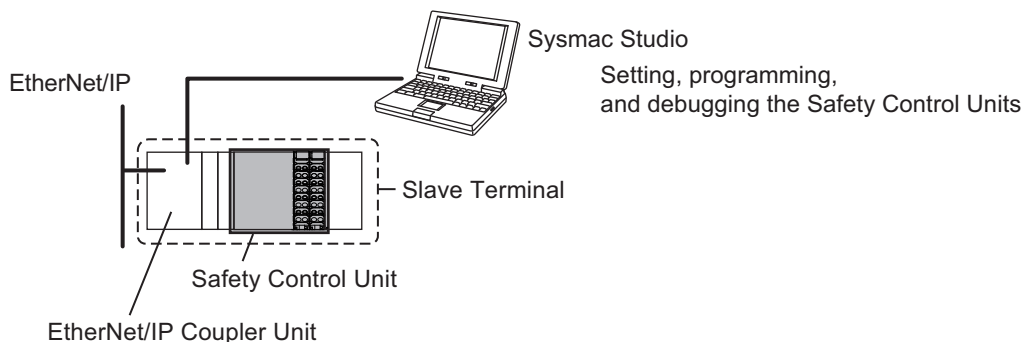 Sysmac Studio
Setting, programming,
and debugging the Safety Control Units
EtherNet/IP
Slave Terminal
Safety Control Unit
EtherNet/IP Coupler Unit